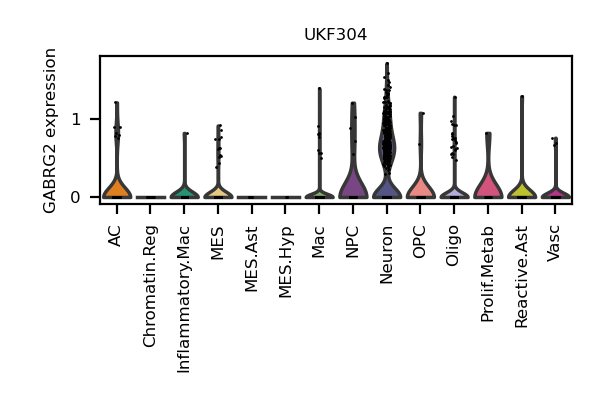 UKF304
GABRG2 expression
1
0
AC
Chromatin.Reg
Inflammatory.Mac
MES
MES.Ast
MES.Hyp
Mac
NPC
Neuron
OPC
Oligo
Prolif.Metab
Reactive.Ast
Vasc